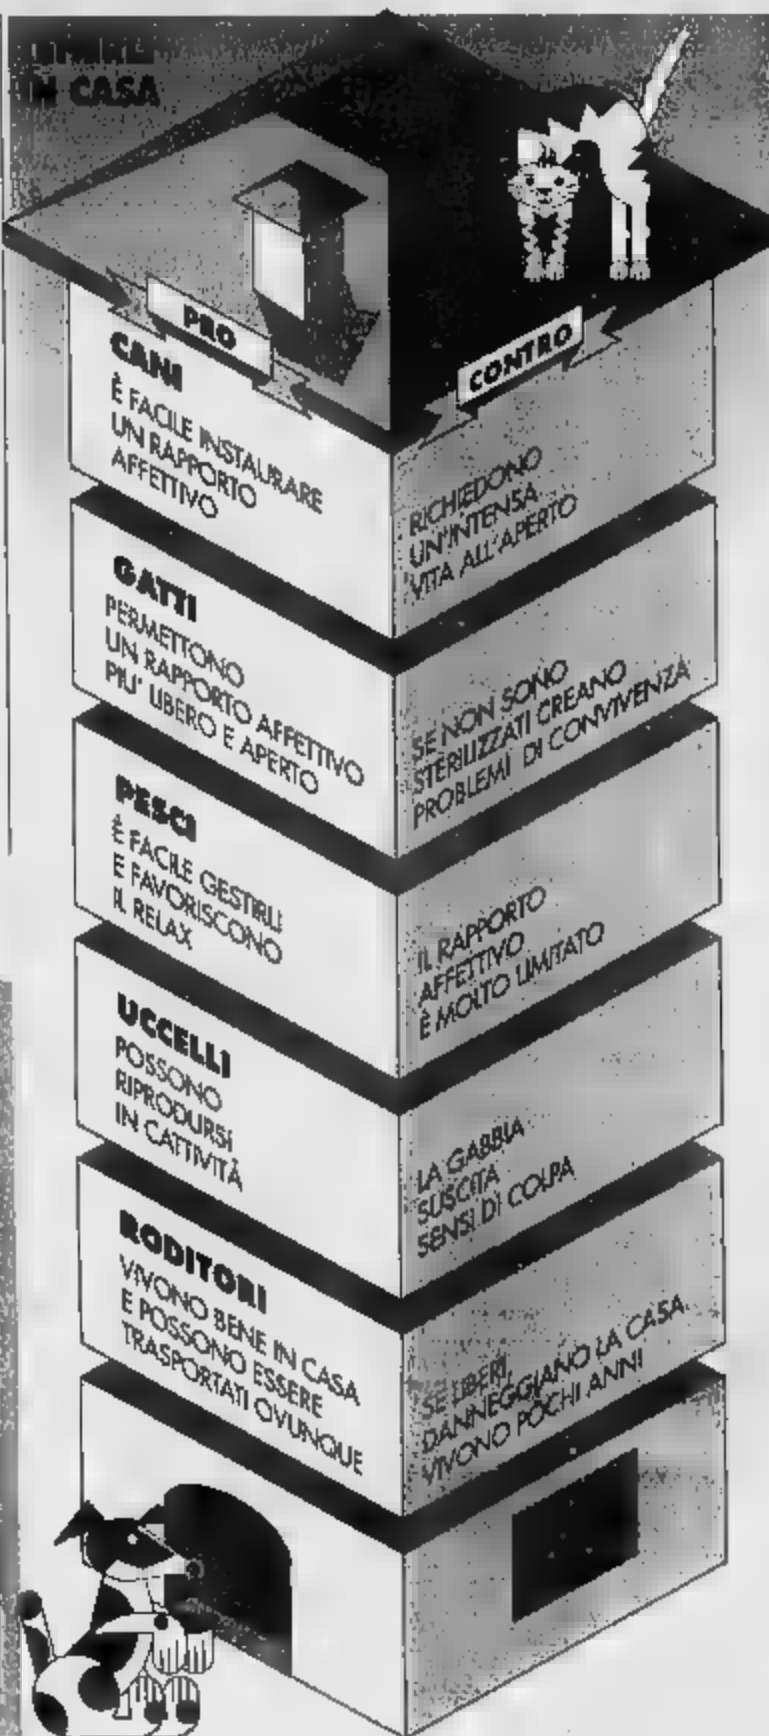 IN CASA
PRO
CONTRO
CANI
È FACILE INSTAURARE
UN RAPPORTO
AFFETTIVO
RICHIEDONO
UN'INTENSA
VITA ALL'APERTO
GATTI
PERMETTONO
UN RAPPORTO AFFETTIVO
PIU' LIBERO E APERTO
SE NON SONO
STERILIZZATI CREANO
PROBLEMI DI CONVIVENZA
PESCI
È FACILE GESTIRLI
E FAVORISCONO
IL RELAX
IL RAPPORTO
AFFETTIVO
È MOLTO LIMITATO
UCCELLI
POSSONO
RIPRODURSI
IN CATTIVITÀ
LA GABBIA
SUSCITA
SENSI DI COLPA
RODITORI
VIVONO BENE IN CASA
E POSSONO ESSERE
TRASPORTATI OVUNQUE
SE LIBERI,
DANNEGGIANO LA CASA.
VIVONO POCHI ANNI